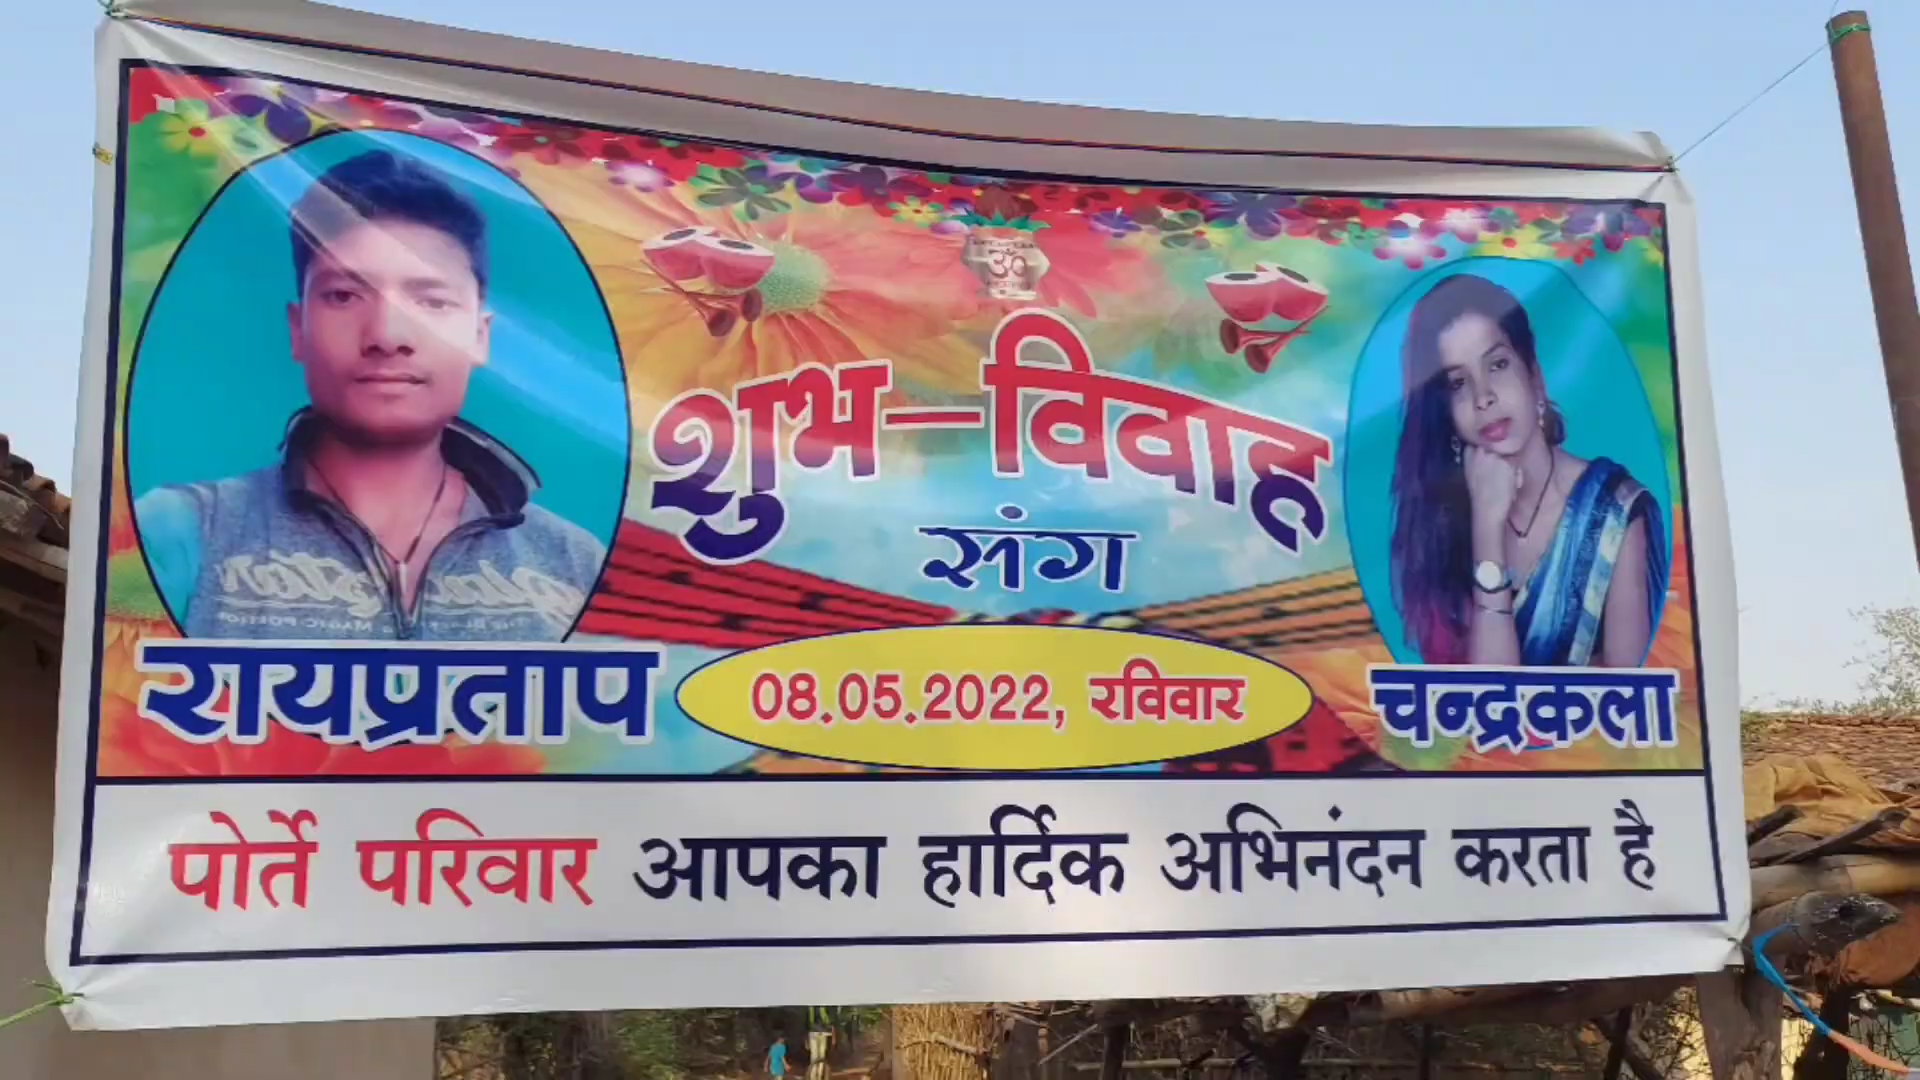 ॐ
शुभ-विवाह
संग
रायप्रताप
08.05.2022, रविवार
चन्द्रकला
पोर्ते परिवार आपका हार्दिक अभिनंदन करता है